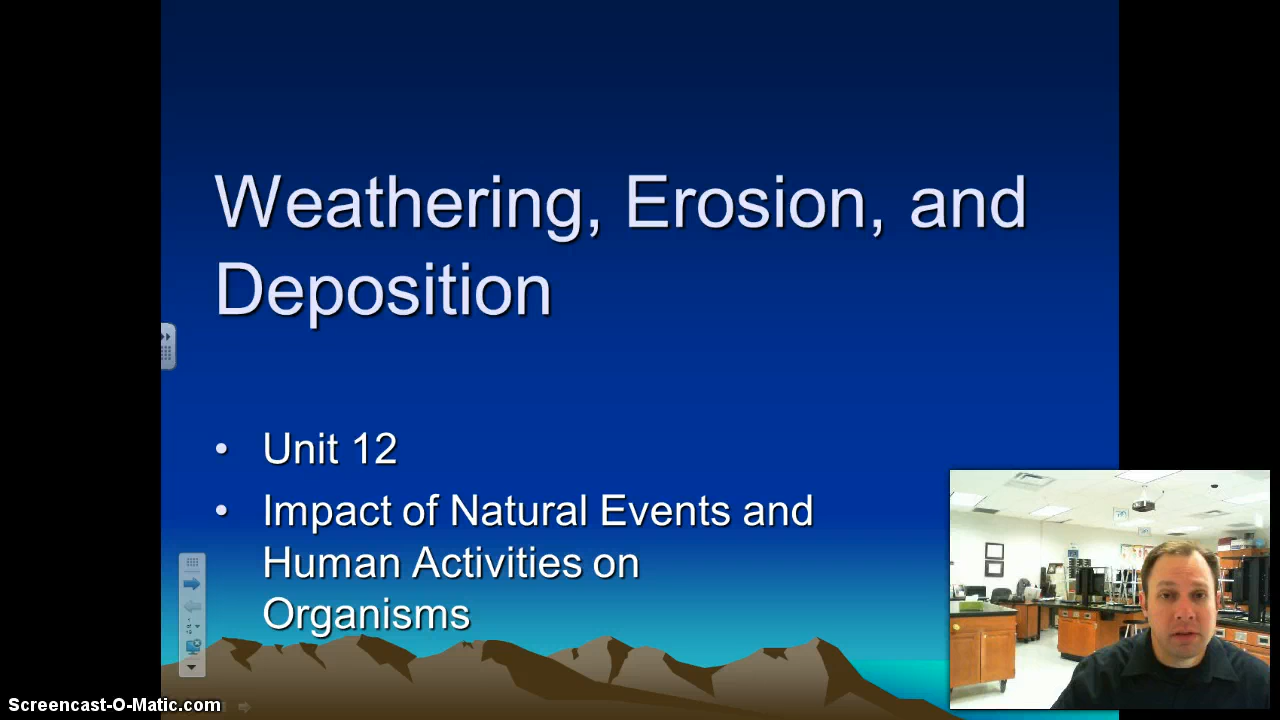 Weathering, Erosion, and
Deposition
• Unit 12
• Impact of Natural Events and
Human Activities on
Organisms
Screencast-O-Matic.com